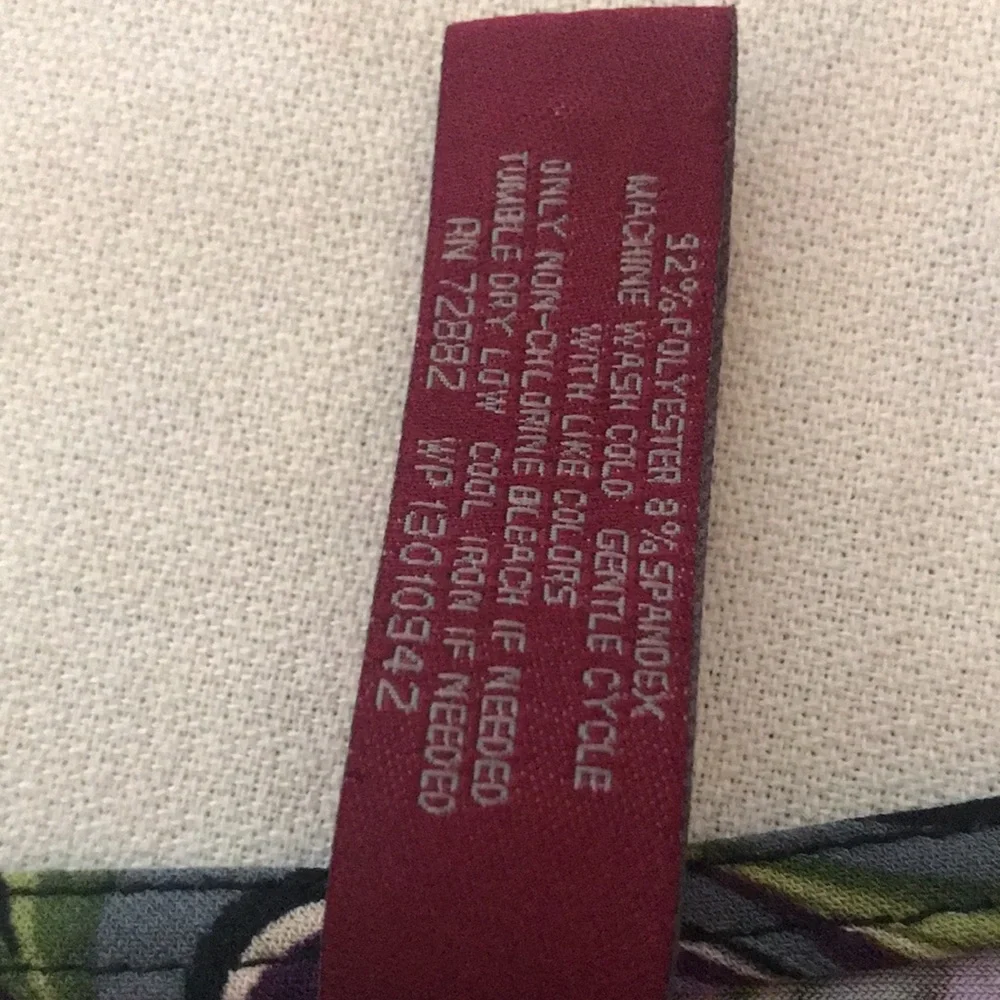 92%POLYESTER 8%SPANDEX
MACHINE WASH COLD GENTLE CYCLE
WITH LIKE COLORS
ONLY NON-CHLORINE BLEACH IF NEEDED
TUMBLE DRY LOW COOL IRON IF NEEDED
RN 72882 WP 13010942